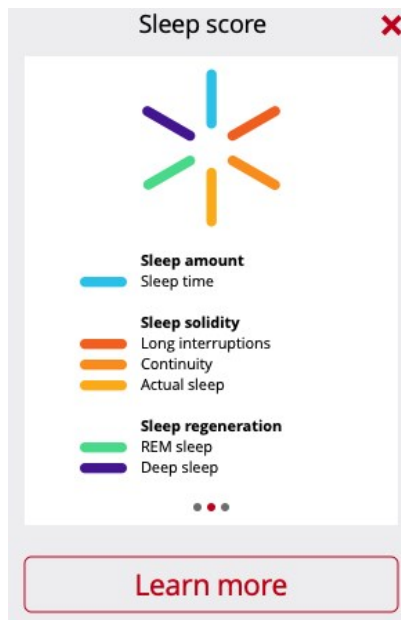 Sleep score
Sleep amount
Sleep time
Sleep solidity
Long interruptions
Continuity
Actual sleep
Sleep regeneration
REM sleep
Deep sleep
Learn more